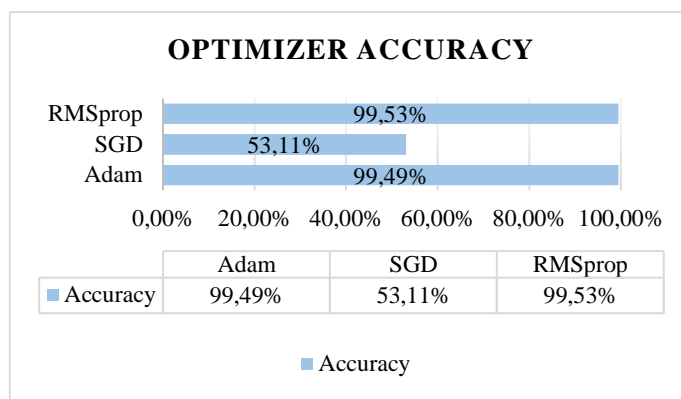 OPTIMIZER ACCURACY
RMSprop 99,53%
SGD 53,11%
Adam 99,49%
0,00% 20,00% 40,00% 60,00% 80,00% 100,00%
Adam SGD RMSprop
Accuracy 99,49% 53,11% 99,53%
Accuracy